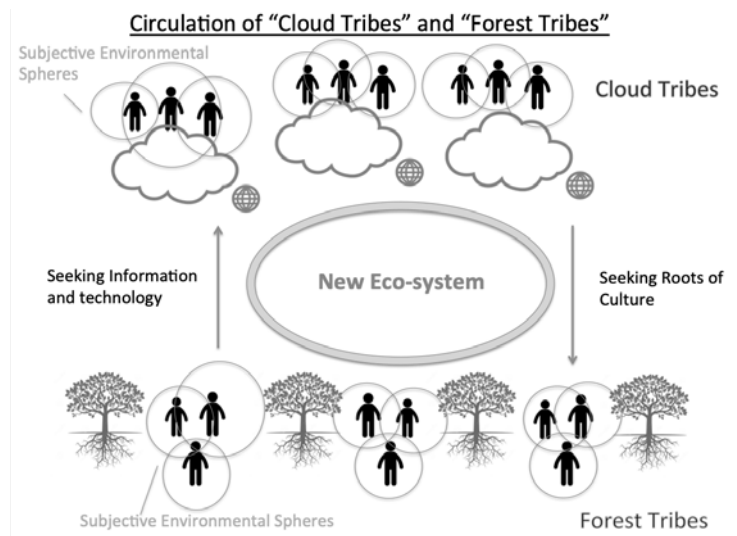 Circulation of “Cloud Tribes” and “Forest Tribes”
Subjective Environmental
Spheres
Cloud Tribes
Seeking Information
and technology
New Eco-system
Seeking Roots of
Culture
Subjective Environmental Spheres
Forest Tribes